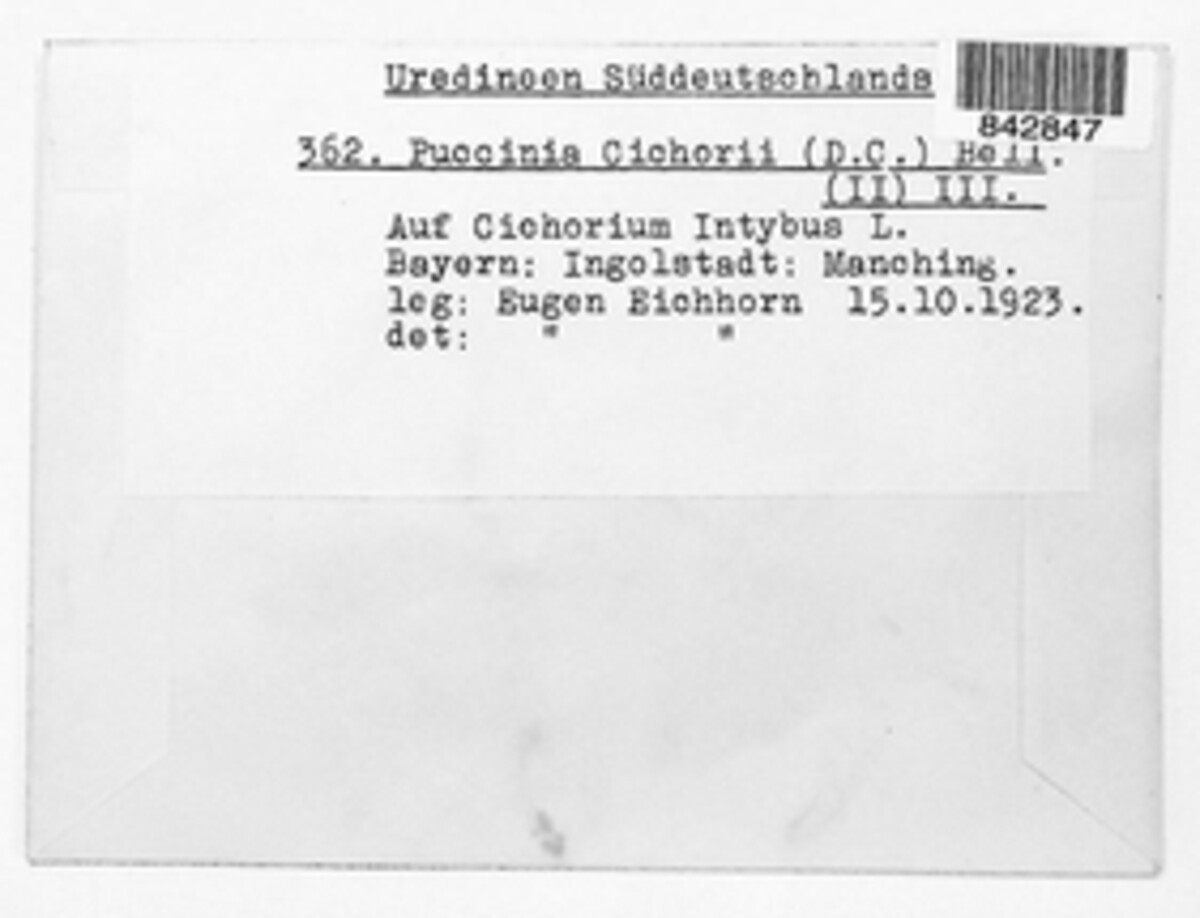 Uredineen Süddeutschlands
842847
362. Puccinia Cichorii (D.C.) Bell.
(II) III.
Auf Cichorium Intybus L.
Bayern: Ingolstadt: Manching.
leg: Eugen Eichhorn 15.10.1923.
det: " "